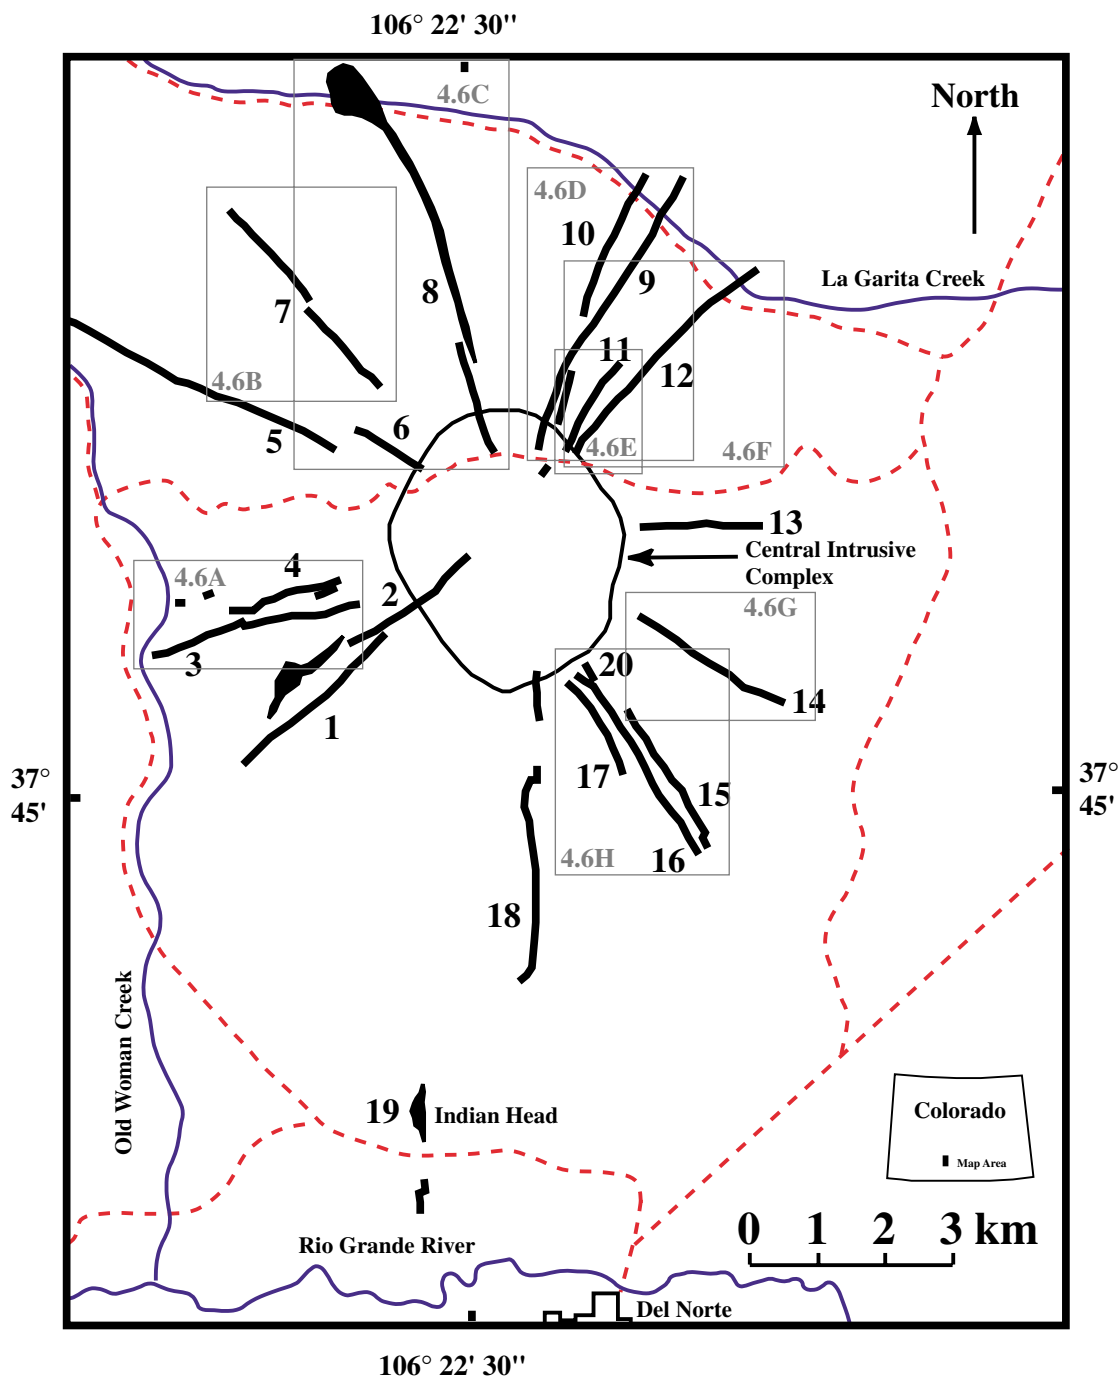 106° 22' 30"
4.6C
North
4.6D
10
La Garita Creek
9
8
7
11
12
4.6B
6
5
4.6E
4.6F
13
Central Intrusive
Complex
4.6A
4
2
4.6G
3
20
14
1
17
37°
45'
37°
45'
15
4.6H
16
18
Old Woman Creek
19
Indian Head
Colorado
Map Area
0 1 2 3 km
Rio Grande River
Del Norte
106° 22' 30"